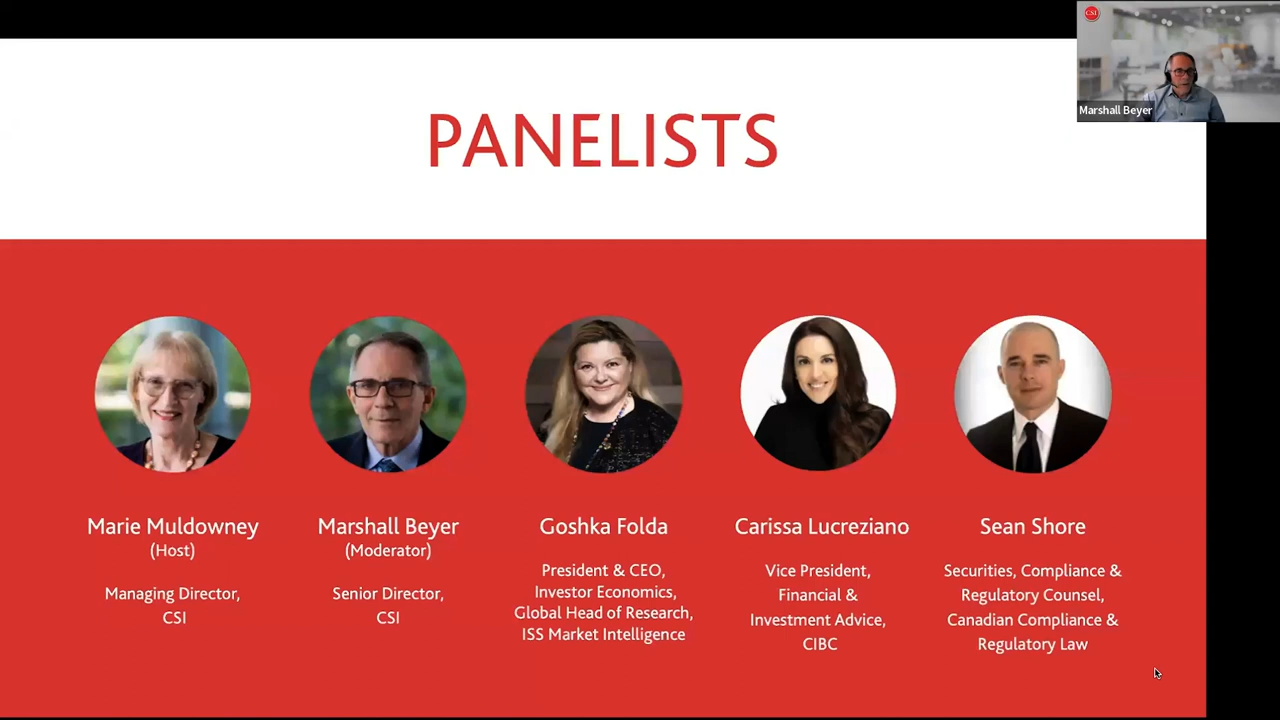 CSI
Marshall Beyer
PANELISTS
Marie Muldowney
(Host)
Managing Director,
CSI
Marshall Beyer
(Moderator)
Senior Director,
CSI
Goshka Folda
President & CEO,
Investor Economics,
Global Head of Research,
ISS Market Intelligence
Carissa Lucreziano
Vice President,
Financial &
Investment Advice,
CIBC
Sean Shore
Securities, Compliance &
Regulatory Counsel,
Canadian Compliance &
Regulatory Law